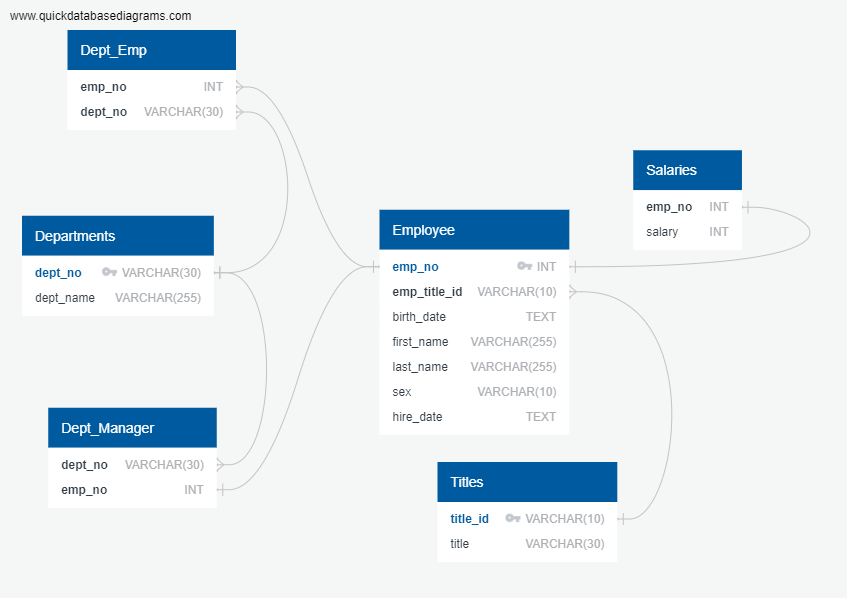 www.quickdatabasediagrams.com
Dept_Emp
emp_no INT
dept_no VARCHAR(30)
Departments
dept_no VARCHAR(30)
dept_name VARCHAR(255)
Dept_Manager
dept_no VARCHAR(30)
emp_no INT
Employee
emp_no INT
emp_title_id VARCHAR(10)
birth_date TEXT
first_name VARCHAR(255)
last_name VARCHAR(255)
sex VARCHAR(10)
hire_date TEXT
Salaries
emp_no INT
salary INT
Titles
title_id VARCHAR(10)
title VARCHAR(30)